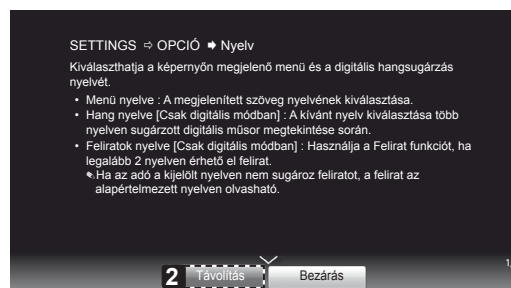 SETTINGS ⇨ OPCIÓ ➧ Nyelv
Kiválaszthatja a képernyőn megjelenő menü és a digitális hangsugárzás
nyelvét.
• Menü nyelve : A megjelenített szöveg nyelvének kiválasztása.
• Hang nyelve [Csak digitális módban] : A kívánt nyelv kiválasztása több
nyelven sugárzott digitális műsor megtekintése során.
• Feliratok nyelve [Csak digitális módban] : Használja a Felirat funkciót, ha
legalább 2 nyelven érhető el felirat.
✎Ha az adó a kijelölt nyelven nem sugároz feliratot, a felirat az
alapértelmezett nyelven olvasható.
2 Távolítás Bezárás